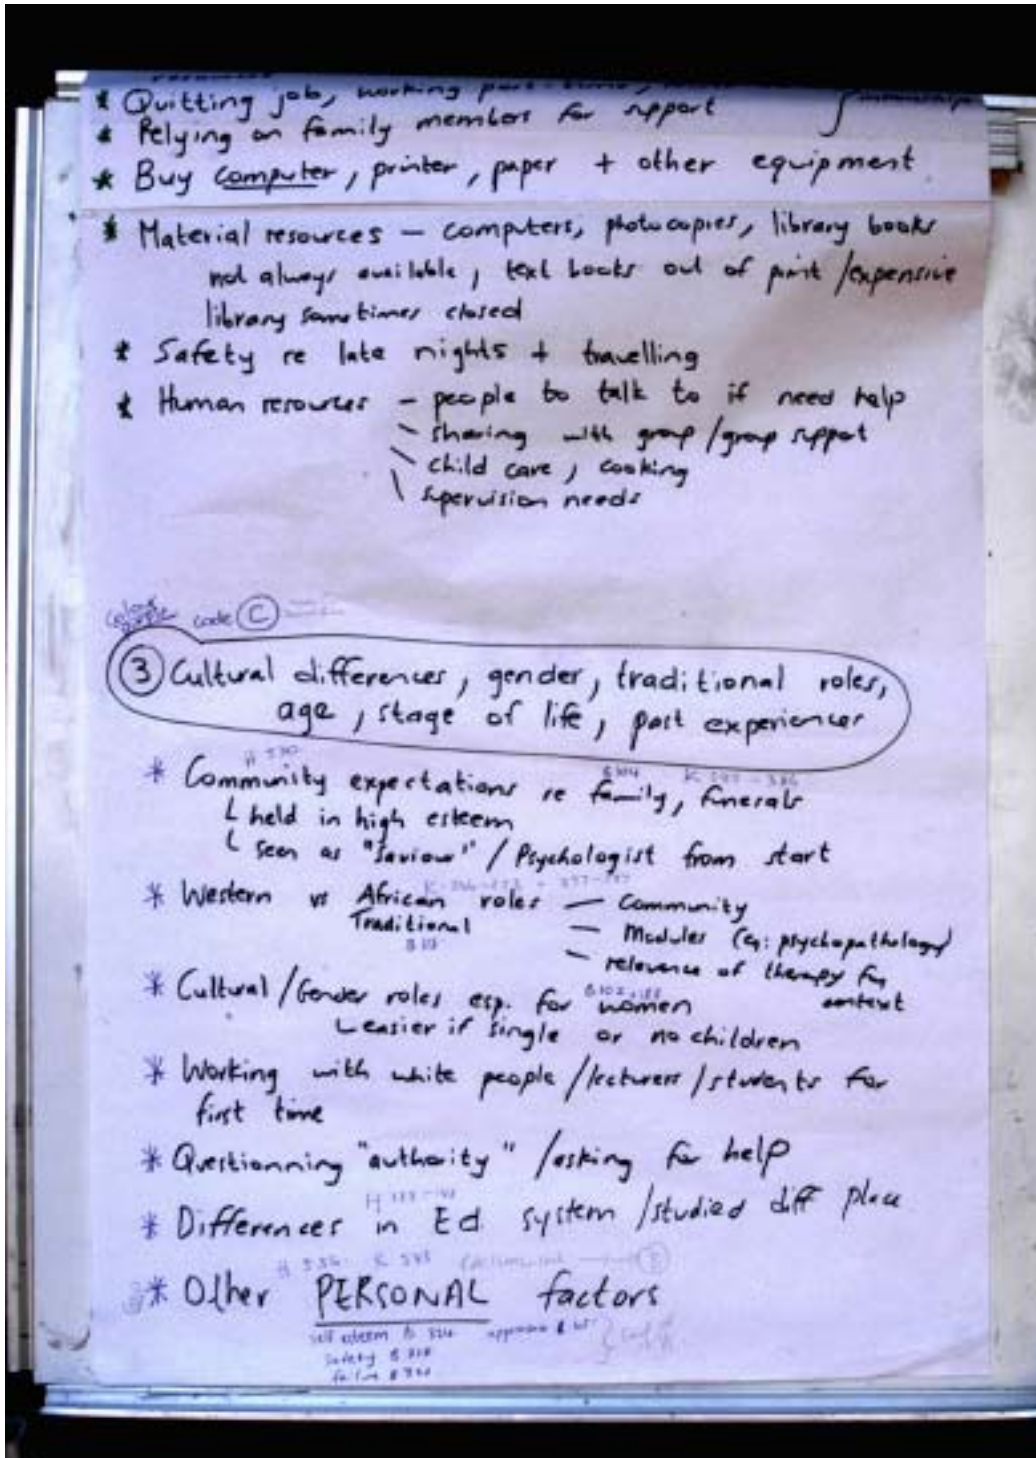 * Quitting job, working part-time,
* Relying on family members for support
* Buy computer, printer, paper + other equipment
* Material resources – computers, photocopies, library books
not always available, text books out of print/expensive
library sometimes closed
* Safety re late nights + travelling
* Human resources – people to talk to if need help
– sharing with group/group support
– child care, cooking
– supervision needs
code C
3 Cultural differences, gender, traditional roles,
age, stage of life, past experiences
* Community expectations re family, funerals
held in high esteem
seen as "saviour"/Psychologist from start
* Western vs African roles – Community
Traditional – Modules (eg: psychopathology)
– relevance of therapy for
context
* Cultural/Gender roles esp. for women
easier if single or no children
* Working with white people/lecturers/students for
first time
* Questionning "authority"/asking for help
* Differences in Ed system/studied diff place
* Other PERSONAL factors
self esteem
safety